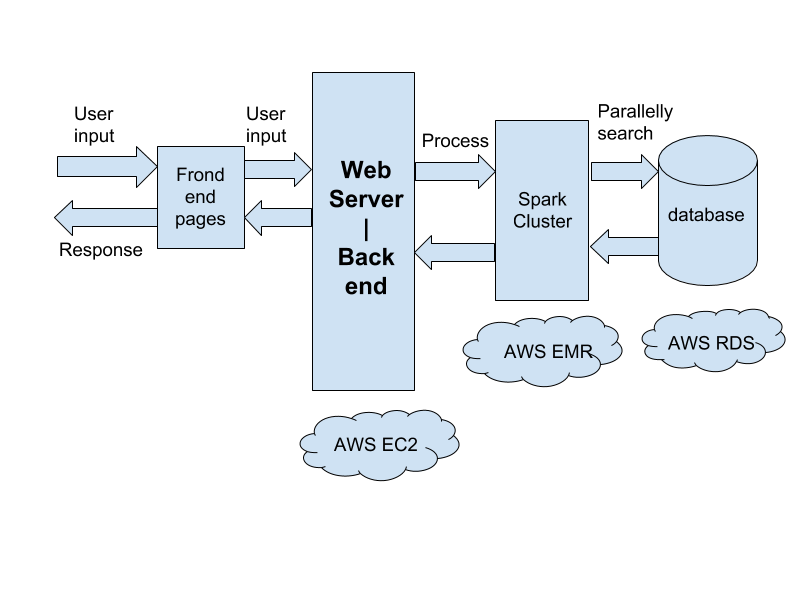 User
input
User
input
Parallelly
search
Process
Frond
end
pages
Web
Server
|
Back
end
Spark
Cluster
database
Response
AWS EMR
AWS RDS
AWS EC2